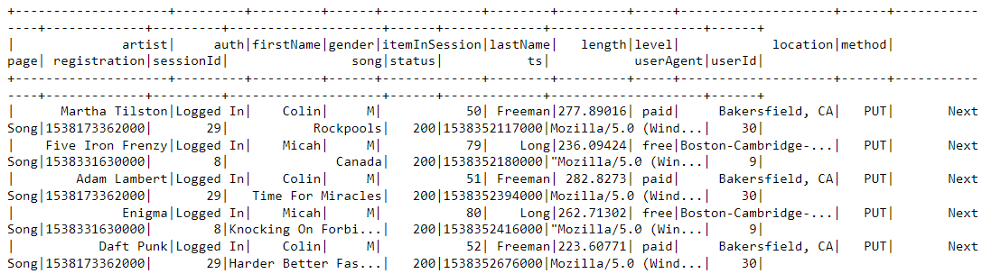 +--------------------+---------+---------+------+-------------+--------+---------+-----+--------------------+------+-----------
----+-------------+---------+--------------------+------+-------------+--------------------+------+
|              artist|     auth|firstName|gender|itemInSession|lastName|   length|level|            location|method|
page| registration|sessionId|                song|status|           ts|           userAgent|userId|
+--------------------+---------+---------+------+-------------+--------+---------+-----+--------------------+------+-----------
----+-------------+---------+--------------------+------+-------------+--------------------+------+
|      Martha Tilston|Logged In|    Colin|     M|           50| Freeman|277.89016| paid|     Bakersfield, CA|   PUT|       Next
Song|1538173362000|       29|           Rockpools|   200|1538352117000|Mozilla/5.0 (Wind...|    30|
|    Five Iron Frenzy|Logged In|    Micah|     M|           79|    Long|236.09424| free|Boston-Cambridge-...|   PUT|       Next
Song|1538331630000|        8|              Canada|   200|1538352180000|"Mozilla/5.0 (Win...|     9|
|        Adam Lambert|Logged In|    Colin|     M|           51| Freeman| 282.8273| paid|     Bakersfield, CA|   PUT|       Next
Song|1538173362000|       29|   Time For Miracles|   200|1538352394000|Mozilla/5.0 (Wind...|    30|
|              Enigma|Logged In|    Micah|     M|           80|    Long|262.71302| free|Boston-Cambridge-...|   PUT|       Next
Song|1538331630000|        8|Knocking On Forbi...|   200|1538352416000|"Mozilla/5.0 (Win...|     9|
|           Daft Punk|Logged In|    Colin|     M|           52| Freeman|223.60771| paid|     Bakersfield, CA|   PUT|       Next
Song|1538173362000|       29|Harder Better Fas...|   200|1538352676000|Mozilla/5.0 (Wind...|    30|